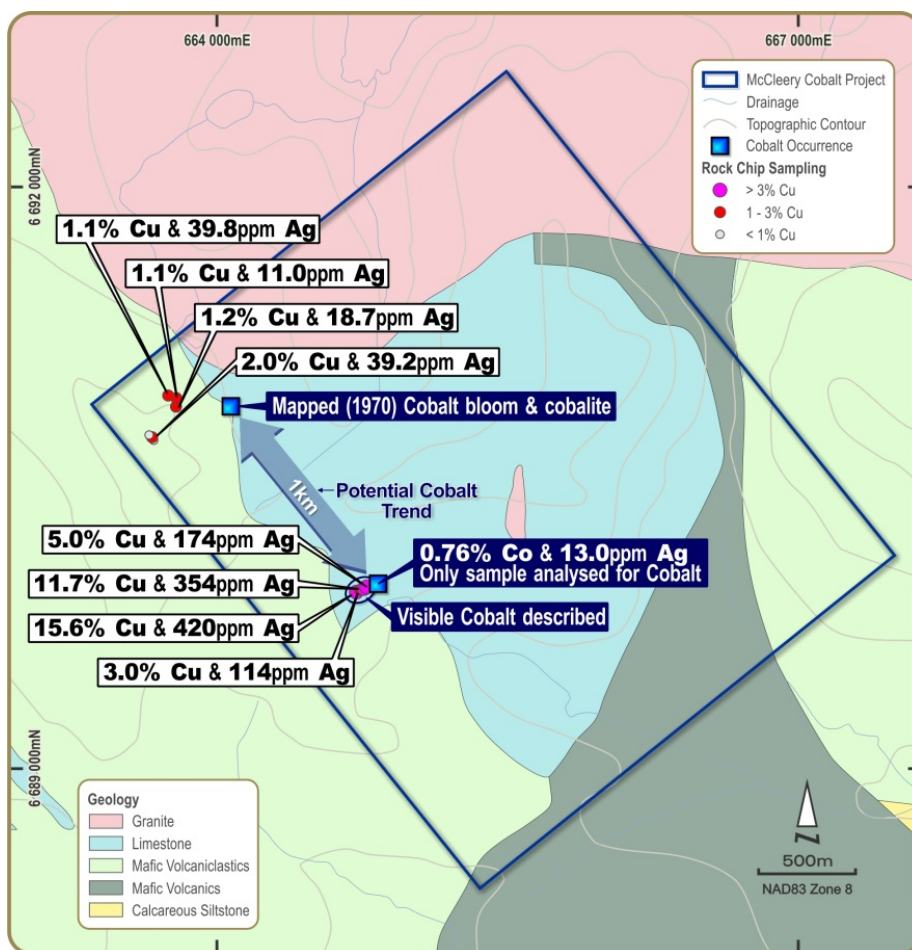 664 000mE
667 000mE
McCleery Cobalt Project
Drainage
Topographic Contour
Cobalt Occurrence
Rock Chip Sampling
> 3% Cu
1 - 3% Cu
< 1% Cu
6 692 000mN
1.1% Cu & 39.8ppm Ag
1.1% Cu & 11.0ppm Ag
1.2% Cu & 18.7ppm Ag
2.0% Cu & 39.2ppm Ag
Mapped (1970) Cobalt bloom & cobalite
1km
Potential Cobalt
Trend
5.0% Cu & 174ppm Ag
0.76% Co & 13.0ppm Ag
Only sample analysed for Cobalt
11.7% Cu & 354ppm Ag
Visible Cobalt described
15.6% Cu & 420ppm Ag
3.0% Cu & 114ppm Ag
6 689 000mN
Geology
Granite
Limestone
Mafic Volcaniclastics
Mafic Volcanics
Calcareous Siltstone
N
500m
NAD83 Zone 8